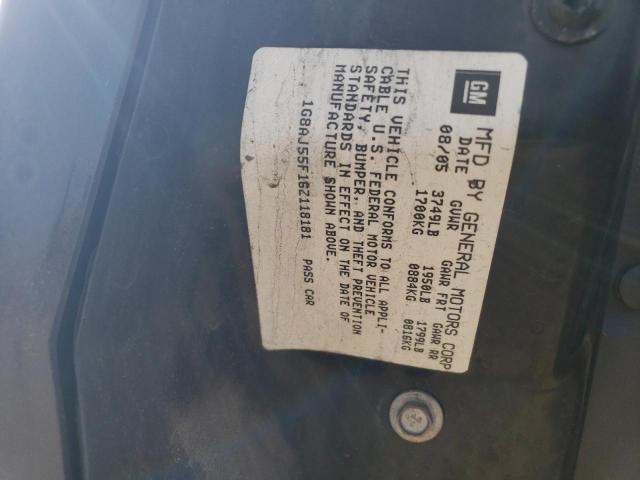 GM
MFD BY GENERAL MOTORS CORP
DATE GVWR GAWR FRT GAWR RR
08/05 3749LB 1950LB 1799LB
1700KG 0884KG 0816KG
THIS VEHICLE CONFORMS TO ALL APPLI-
CABLE U.S. FEDERAL MOTOR VEHICLE
SAFETY, BUMPER, AND THEFT PREVENTION
STANDARDS IN EFFECT ON THE DATE OF
MANUFACTURE SHOWN ABOVE.
1G8AJ55F16Z118181 PASS CAR